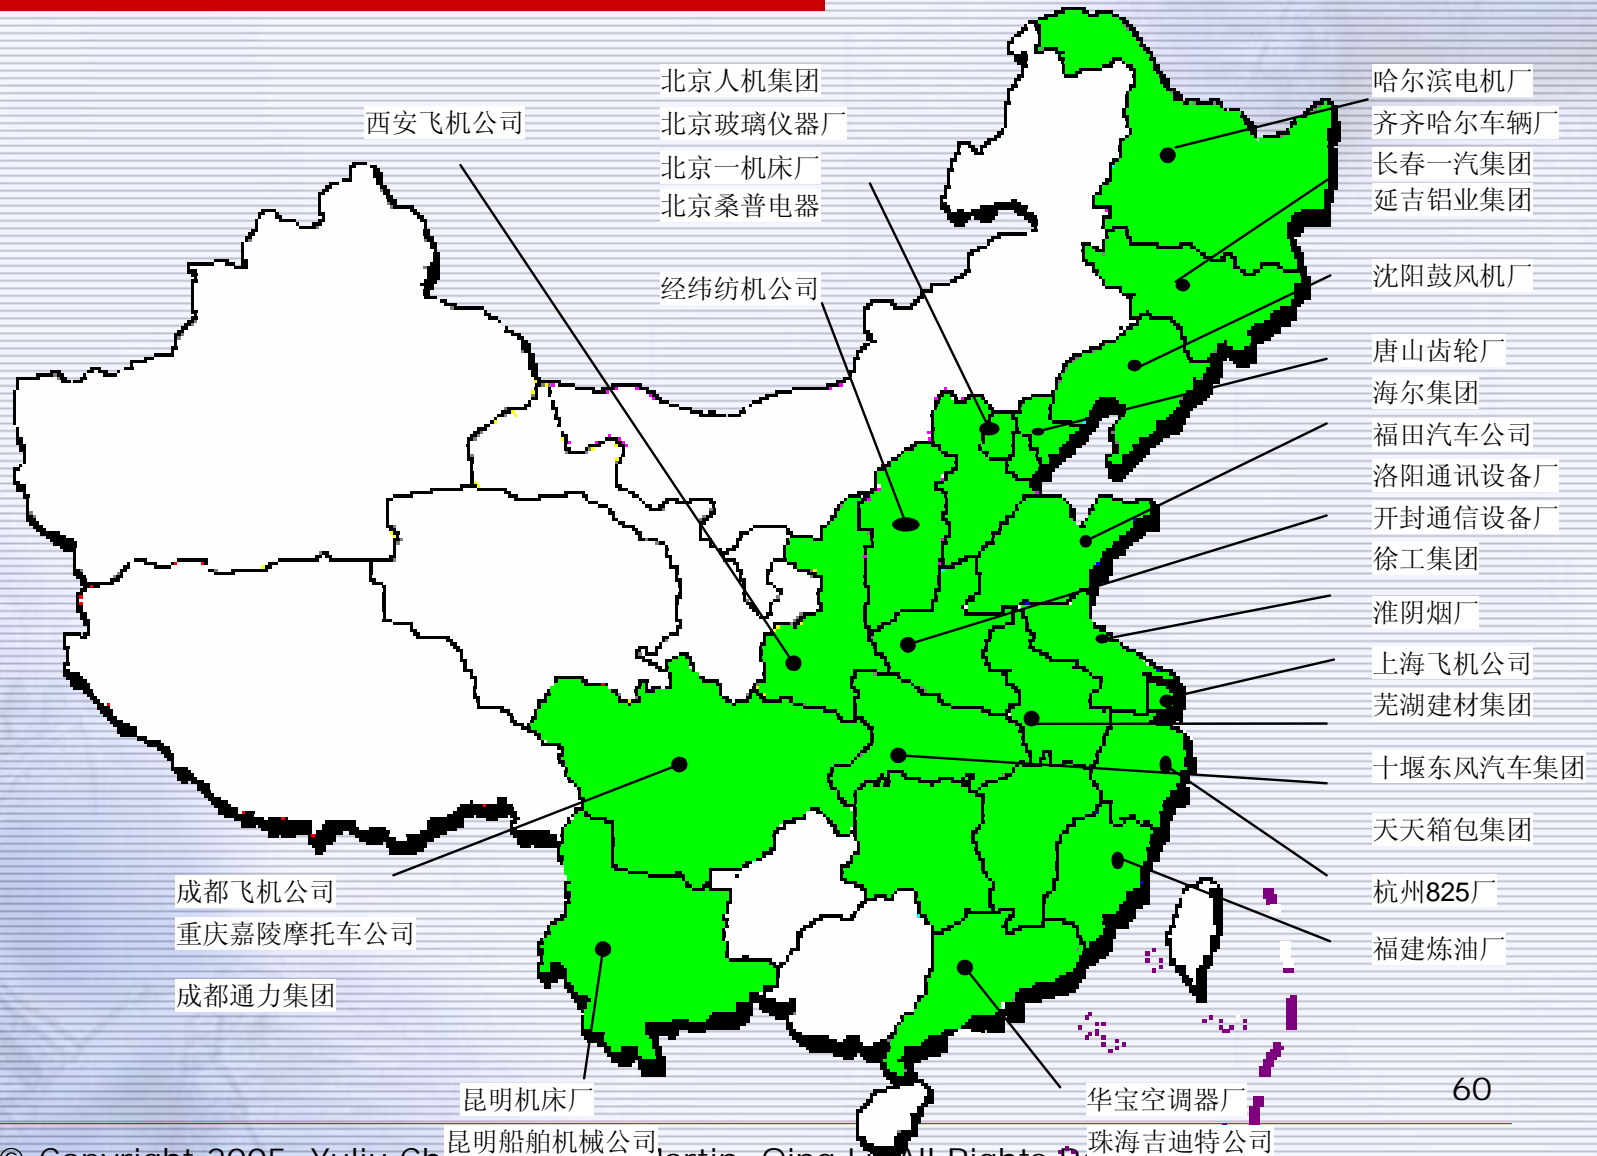 北京人机集团
北京玻璃仪器厂
北京一机床厂
北京桑普电器
西安飞机公司
经纬纺机公司
哈尔滨电机厂
齐齐哈尔车辆厂
长春一汽集团
延吉铝业集团
沈阳鼓风机厂
唐山齿轮厂
海尔集团
福田汽车公司
洛阳通讯设备厂
开封通信设备厂
徐工集团
淮阴烟厂
上海飞机公司
芜湖建材集团
十堰东风汽车集团
天天箱包集团
杭州825厂
福建炼油厂
成都飞机公司
重庆嘉陵摩托车公司
成都通力集团
昆明机床厂
昆明船舶机械公司
华宝空调器厂
珠海吉迪特公司
60
© Copyright 2005 Yuliu Qing All Rights